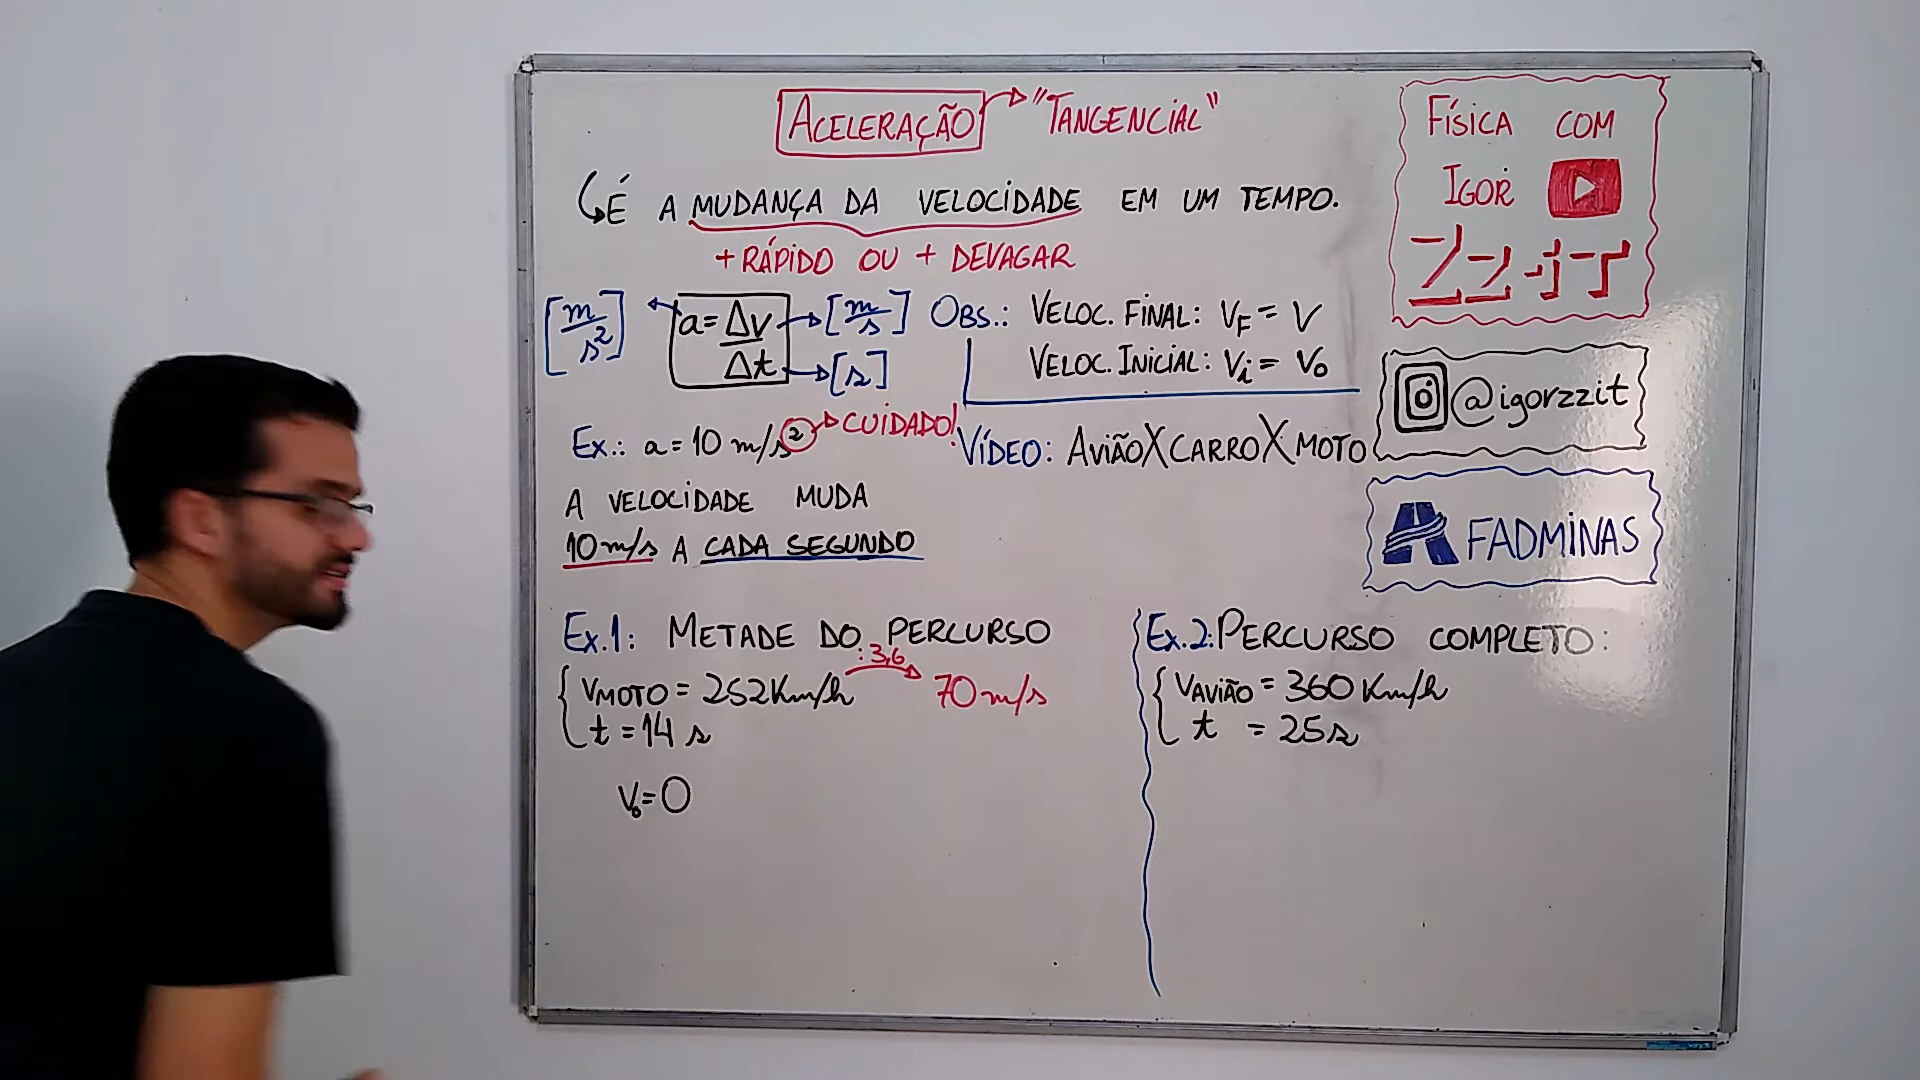 ACELERAÇÃO "TANGENCIAL"
É A MUDANÇA DA VELOCIDADE EM UM TEMPO.
+ RÁPIDO OU + DEVAGAR
[m/s²] a = Δv/Δt [m/s] [s]
OBS.: VELOC. FINAL: VF = V
VELOC. INICIAL: Vi = V0
EX.: a = 10 m/s² CUIDADO!
VÍDEO: AVIÃO X CARRO X MOTO
A VELOCIDADE MUDA
10 m/s A CADA SEGUNDO
FÍSICA COM
IGOR
ZZiT
@igorzzit
FADMINAS
EX.1: METADE DO PERCURSO
VMOTO = 252 Km/h :3,6 70 m/s
t = 14 s
V0 = 0
EX.2: PERCURSO COMPLETO:
VAVIÃO = 360 Km/h
t = 25 s